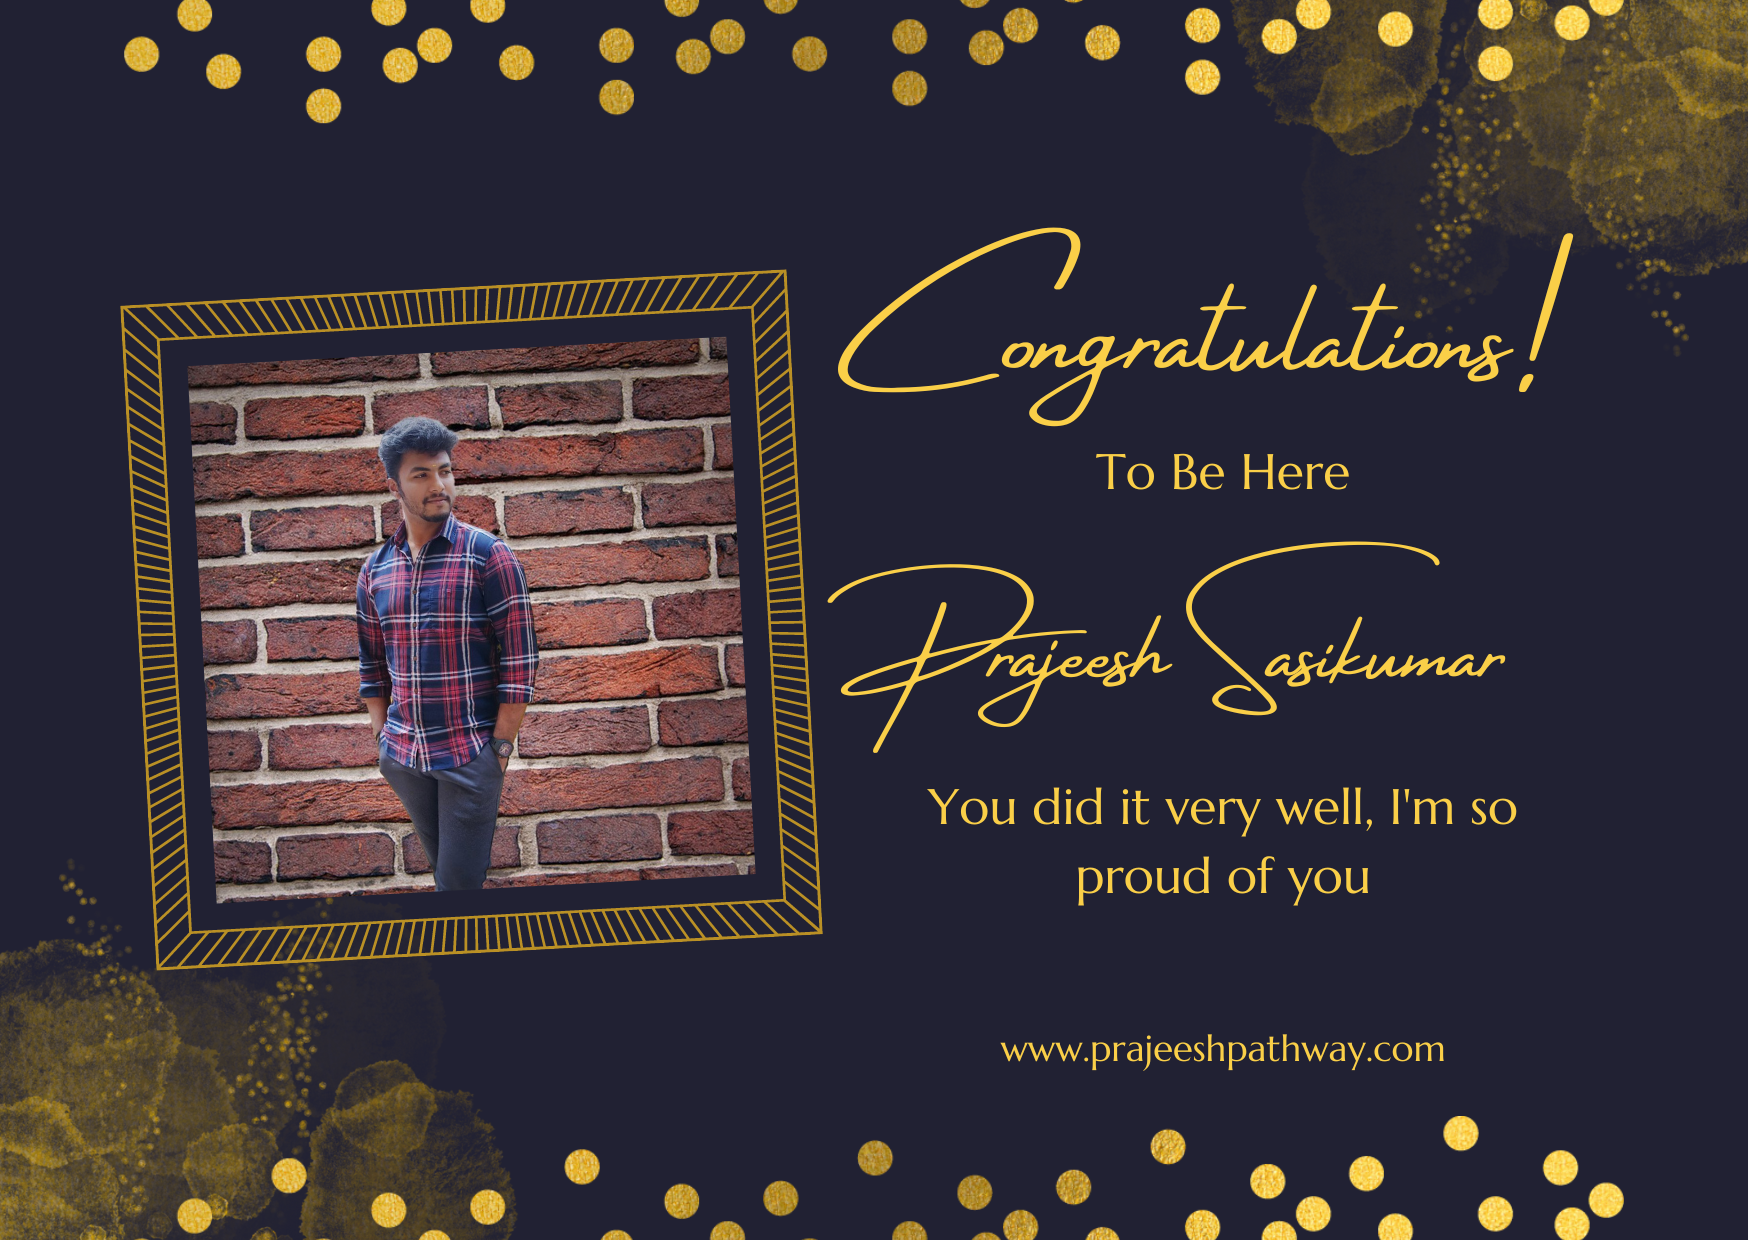 Congratulations!
To Be Here
Prajeesh Sasikumar
You did it very well, I'm so
proud of you
www.prajeeshpathway.com